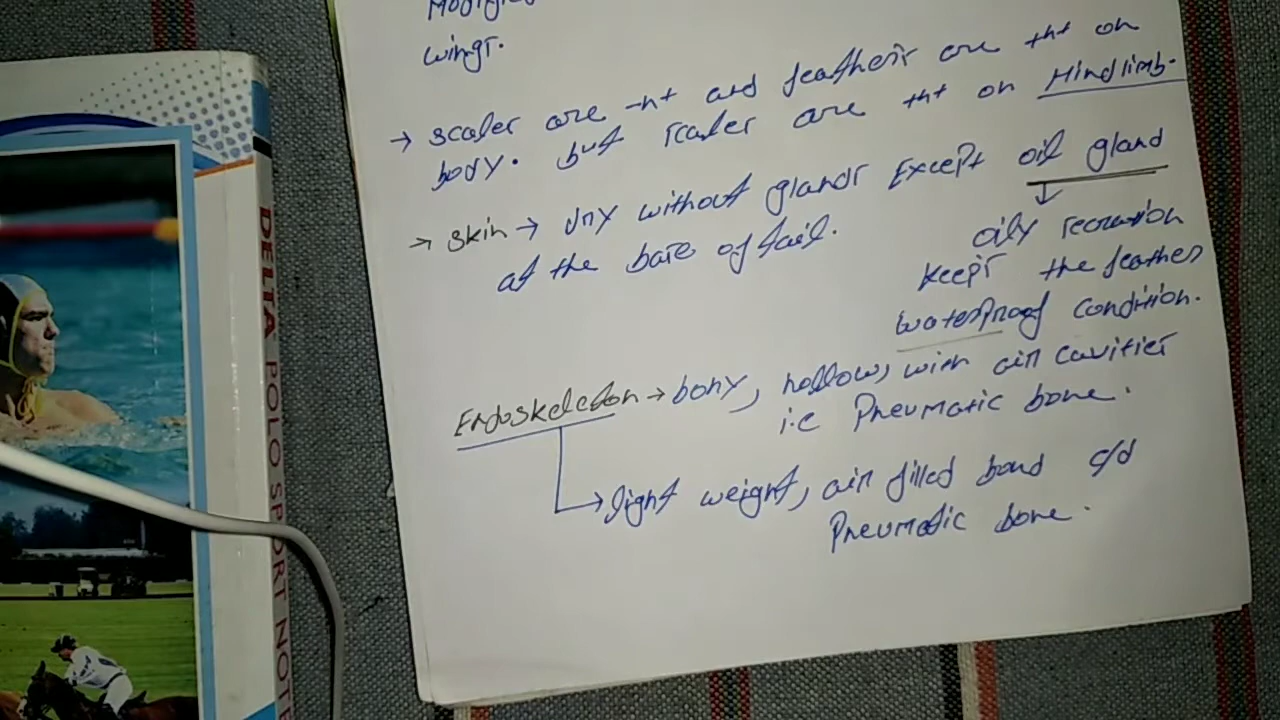 wings.
→ scales are -nt and feathers are tht on
body. but scales are tht on Hindlimb.
→ skin → dry without glands Except oil gland
at the base of tail.
oily secreation
keeps the feathers
waterproof condition.
Endoskeleton → bony, hollow, with air cavities
i.e Pneumatic bone.
light weight, air filled bond c/d
Pneumatic bone.
DELTA POLO SPORT NOTE